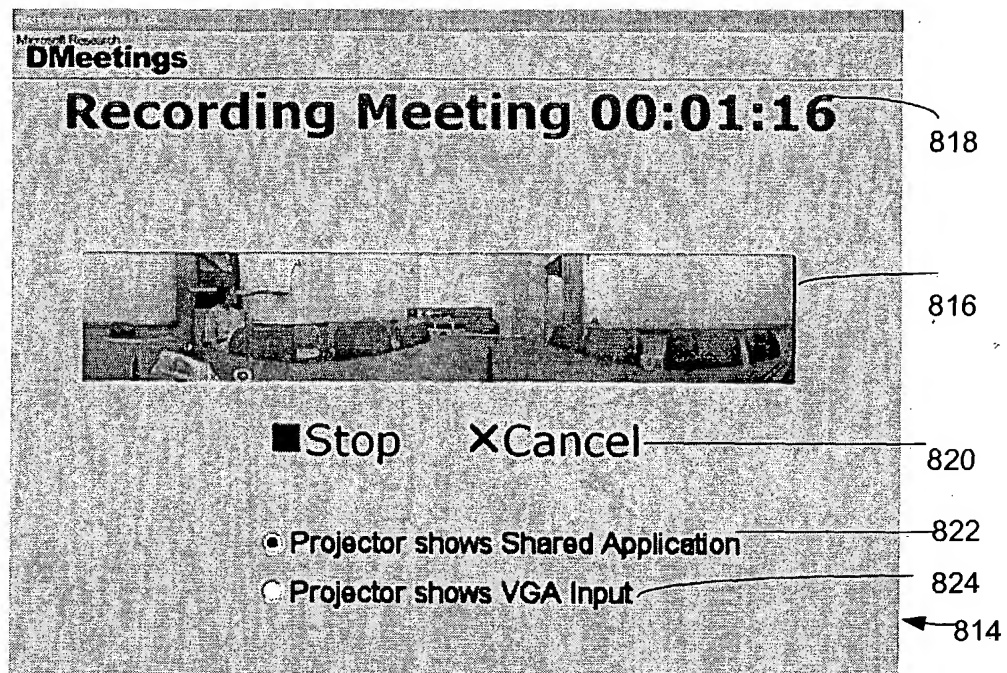 Microsoft Research
DMeetings
Recording Meeting 00:01:16
818
816
■Stop ✕Cancel
820
Projector shows Shared Application
822
Projector shows VGA Input
824
814